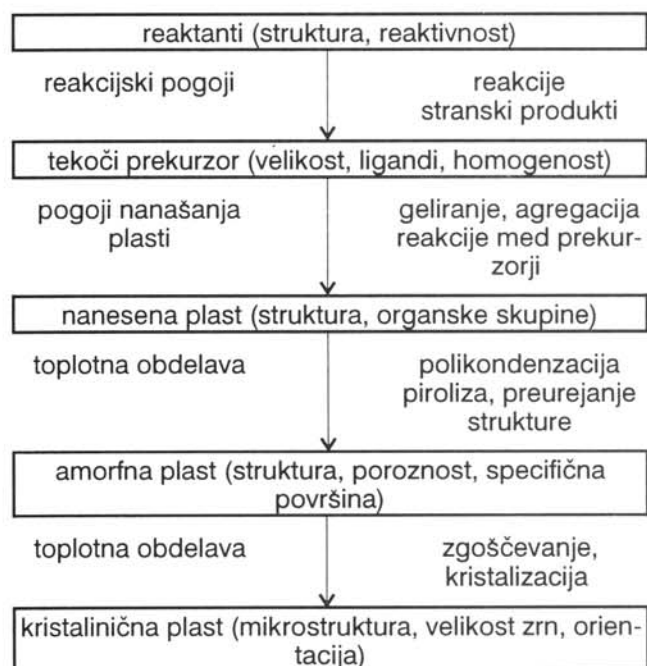 reaktanti (struktura, reaktivnost)
reakcijski pogoji
reakcije
stranski produkti
tekoči prekurzor (velikost, ligandi, homogenost)
pogoji nanašanja
plasti
geliranje, agregacija
reakcije med prekur-
zorji
nanesena plast (struktura, organske skupine)
toplotna obdelava
polikondenzacija
piroliza, preurejanje
strukture
amorfna plast (struktura, poroznost, specifična
površina)
toplotna obdelava
zgoščevanje,
kristalizacija
kristalinična plast (mikrostruktura, velikost zrn, orien-
tacija)